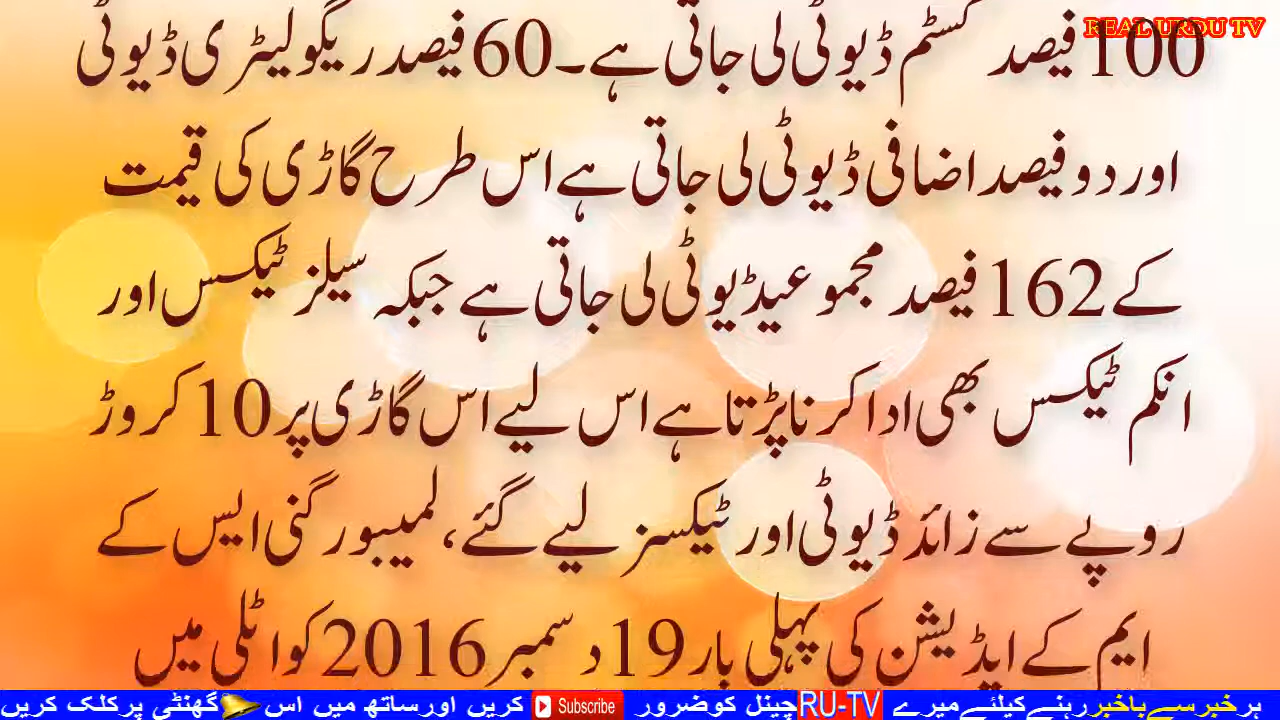 REAL URDU TV
100 فیصد کسٹم ڈیوٹی لی جاتی ہے۔60 فیصد ریگولیٹری ڈیوٹی
اور دو فیصد اضافی ڈیوٹی لی جاتی ہے اس طرح گاڑی کی قیمت
کے 162 فیصد مجموعیڈیوٹی لی جاتی ہے جبکہ سیلز ٹیکس اور
انکم ٹیکس بھی ادا کرنا پڑتا ہے اس لیے اس گاڑی پر 10 کروڑ
روپے سے زائد ڈیوٹی اور ٹیکسز لیے گئے، لمیبورگنی ایس کے
ایم کے ایڈیشن کی پہلی بار 19 دسمبر 2016 کو اٹلی میں
ہر خبر سے باخبر رہنے کیلئے میرے RU-TV چینل کو ضرور Subscribe کریں اور ساتھ میں اس گھنٹی پر کلک کریں